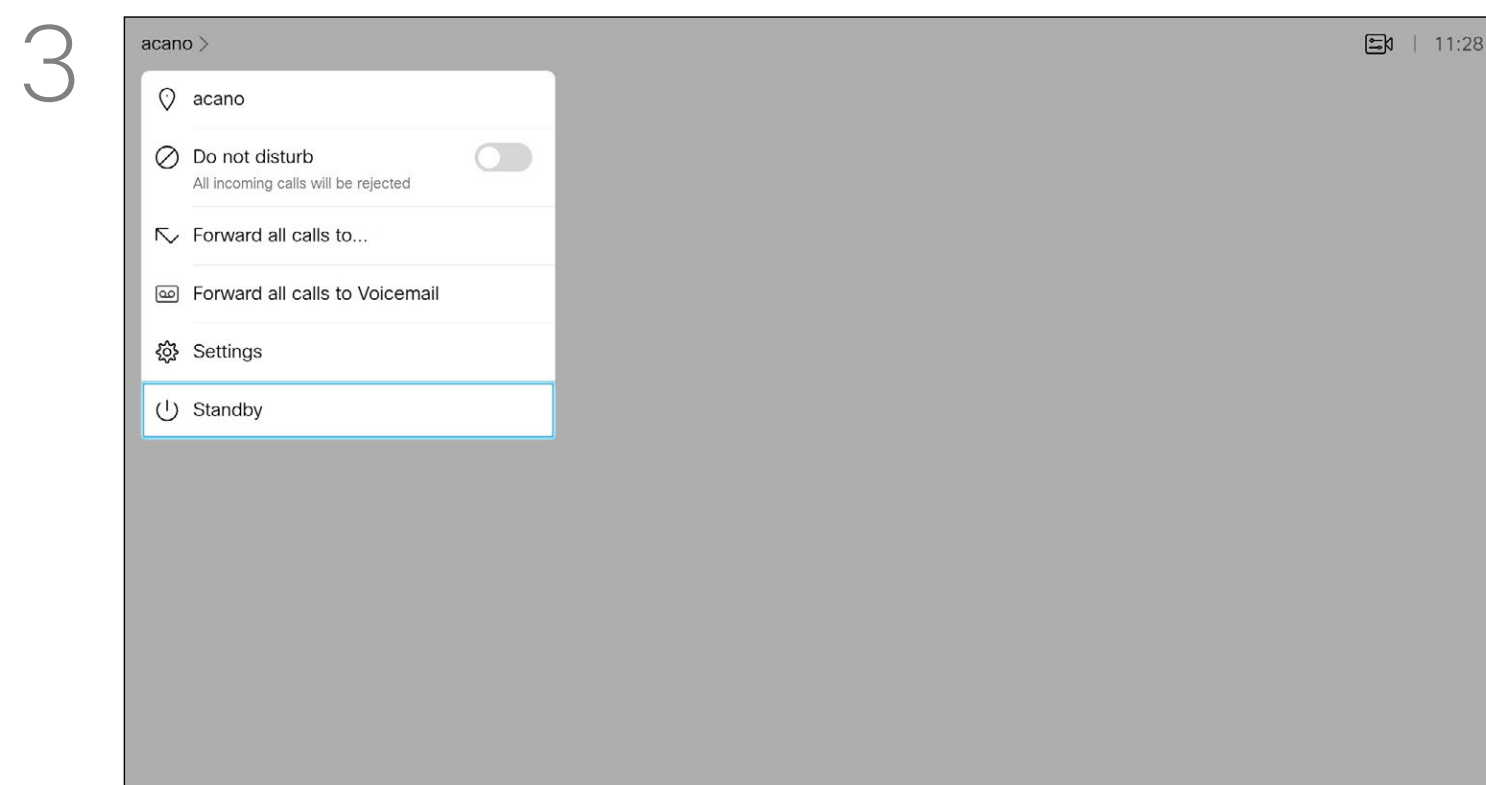 3
acano >
11:28
acano
Do not disturb
All incoming calls will be rejected
Forward all calls to...
Forward all calls to Voicemail
Settings
Standby